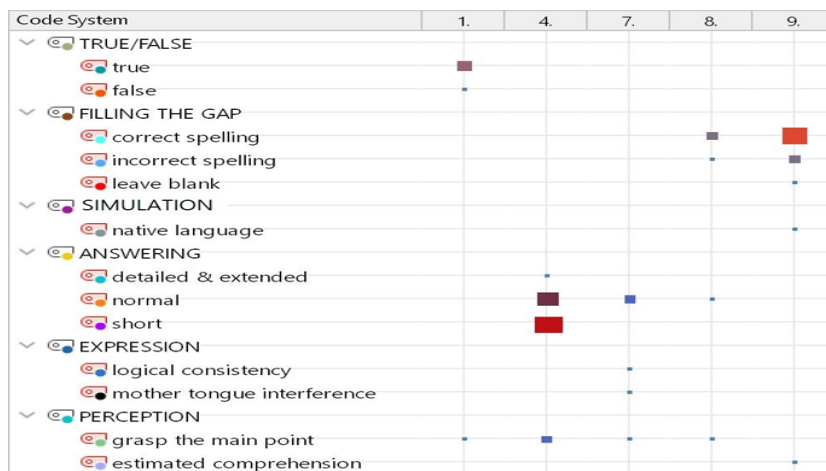 Code System 1. 4. 7. 8. 9.
TRUE/FALSE
true
false
FILLING THE GAP
correct spelling
incorrect spelling
leave blank
SIMULATION
native language
ANSWERING
detailed & extended
normal
short
EXPRESSION
logical consistency
mother tongue interference
PERCEPTION
grasp the main point
estimated comprehension